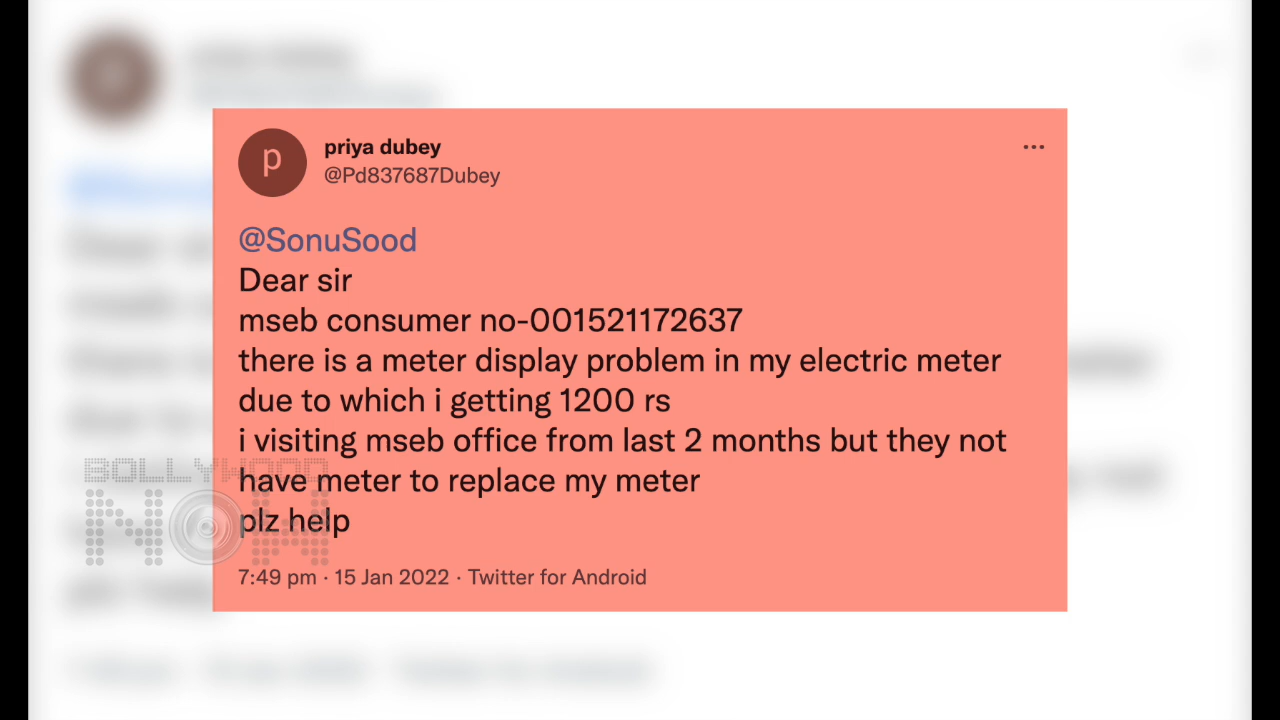 p
priya dubey
@Pd837687Dubey
@SonuSood
Dear sir
mseb consumer no-001521172637
there is a meter display problem in my electric meter
due to which i getting 1200 rs
i visiting mseb office from last 2 months but they not
have meter to replace my meter
plz help
7:49 pm · 15 Jan 2022 · Twitter for Android
BOLLYWOOD
NOW